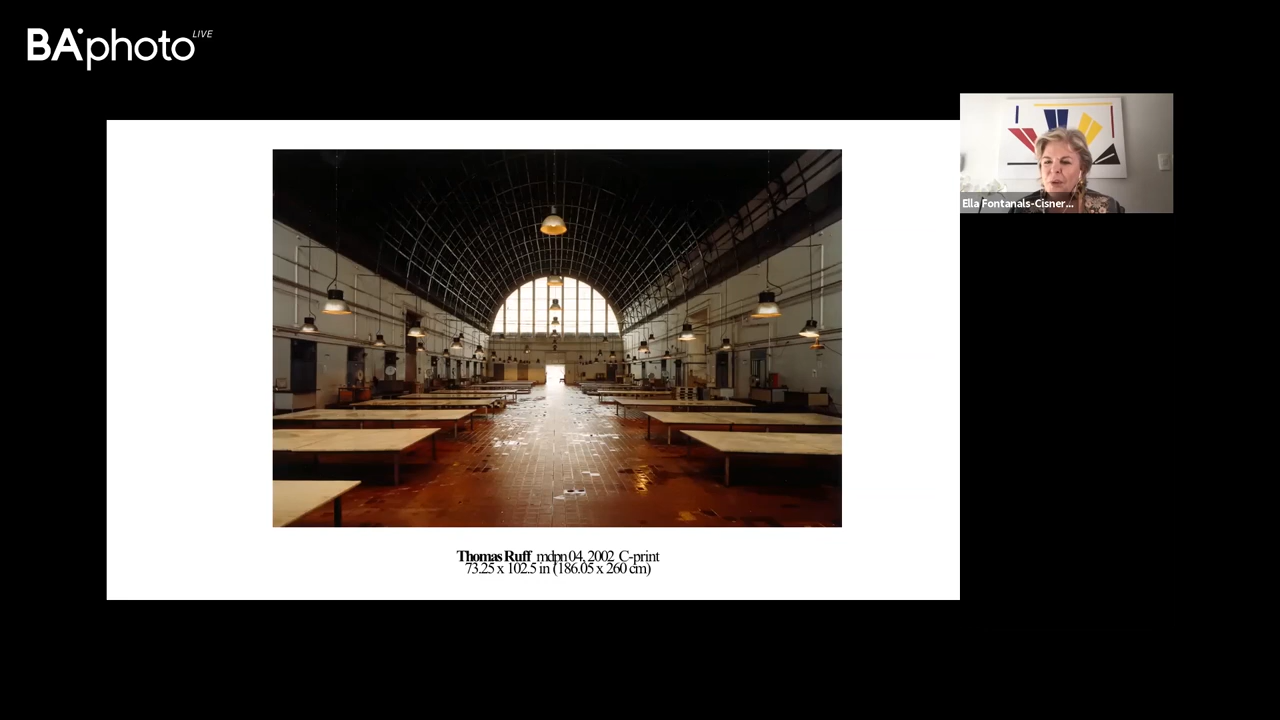 BAphoto LIVE
Ella Fontanals-Cisner...
Thomas Ruff mdpn 04, 2002 C-print
73.25 x 102.5 in (186.05 x 260 cm)